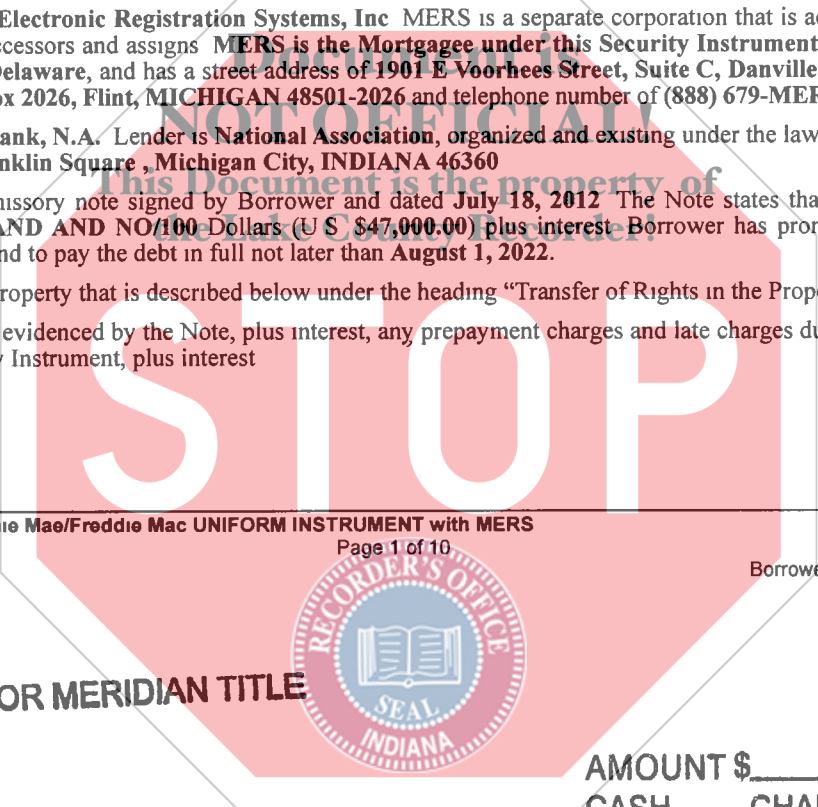 Electronic Registration Systems, Inc MERS is a separate corporation that is
ccessors and assigns MERS is the Mortgagee under this Security Instrument
Delaware, and has a street address of 1901 E Voorhees Street, Suite C, Danville
ox 2026, Flint, MICHIGAN 48501-2026 and telephone number of (888) 679-MER
Document is
NOT OFFICIAL!
This Document is the property of
the Lake County Recorder!
ank, N.A. Lender is National Association, organized and existing under the law
nklin Square , Michigan City, INDIANA 46360
missory note signed by Borrower and dated July 18, 2012 The Note states tha
AND AND NO/100 Dollars (U S $47,000.00) plus interest Borrower has pron
nd to pay the debt in full not later than August 1, 2022.
roperty that is described below under the heading “Transfer of Rights in the Prop
evidenced by the Note, plus interest, any prepayment charges and late charges du
y Instrument, plus interest
STOP
ie Mae/Freddie Mac UNIFORM INSTRUMENT with MERS
Page 1 of 10
Borrowe
RECORDER'S OFFICE
SEAL
INDIANA
OR MERIDIAN TITLE
AMOUNT $
CASH